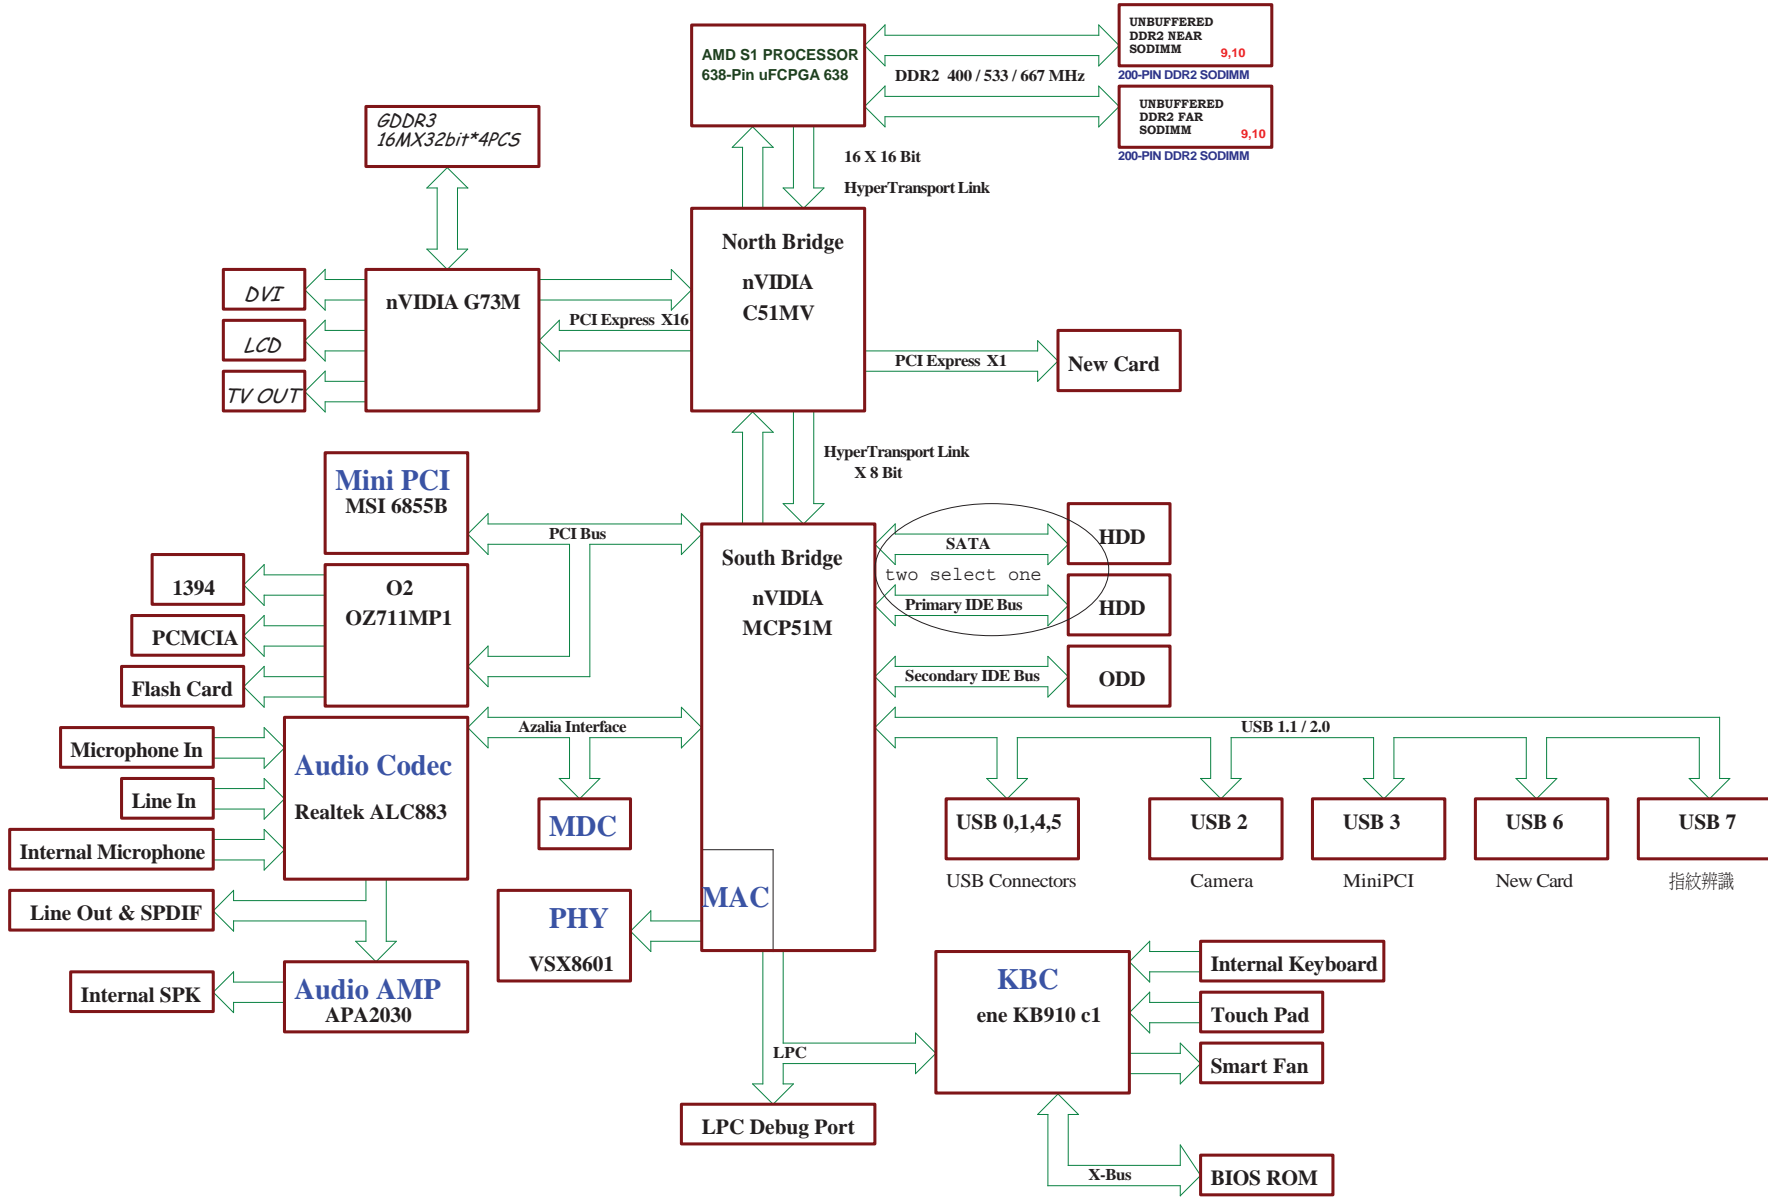 AMD S1 PROCESSOR
638-Pin uFCPGA 638
UNBUFFERED
DDR2 NEAR
SODIMM
9,10
200-PIN DDR2 SODIMM
DDR2 400 / 533 / 667 MHz
UNBUFFERED
DDR2 FAR
SODIMM
9,10
200-PIN DDR2 SODIMM
GDDR3
16MX32bit*4PCS
16 X 16 Bit
HyperTransport Link
North Bridge
nVIDIA
C51MV
nVIDIA G73M
DVI
LCD
TV OUT
PCI Express X16
PCI Express X1
New Card
HyperTransport Link
X 8 Bit
Mini PCI
MSI 6855B
PCI Bus
South Bridge
nVIDIA
MCP51M
SATA
HDD
two select one
Primary IDE Bus
HDD
Secondary IDE Bus
ODD
1394
PCMCIA
Flash Card
O2
OZ711MP1
Azalia Interface
USB 1.1 / 2.0
Microphone In
Line In
Internal Microphone
Audio Codec
Realtek ALC883
MDC
USB 0,1,4,5
USB Connectors
USB 2
Camera
USB 3
MiniPCI
USB 6
New Card
USB 7
指紋辨識
MAC
PHY
VSX8601
Line Out & SPDIF
Internal SPK
Audio AMP
APA2030
KBC
ene KB910 c1
Internal Keyboard
Touch Pad
Smart Fan
LPC
LPC Debug Port
X-Bus
BIOS ROM